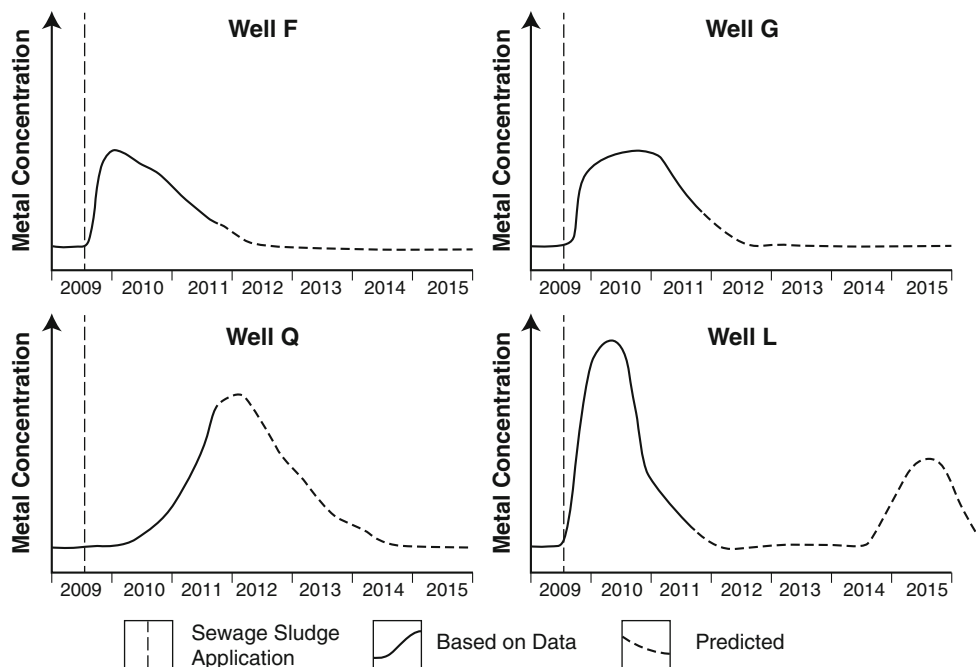 Well F
Metal Concentration
2009 2010 2011 2012 2013 2014 2015
Well G
Metal Concentration
2009 2010 2011 2012 2013 2014 2015
Well Q
Metal Concentration
2009 2010 2011 2012 2013 2014 2015
Well L
Metal Concentration
2009 2010 2011 2012 2013 2014 2015
Sewage Sludge
Application
Based on Data
Predicted